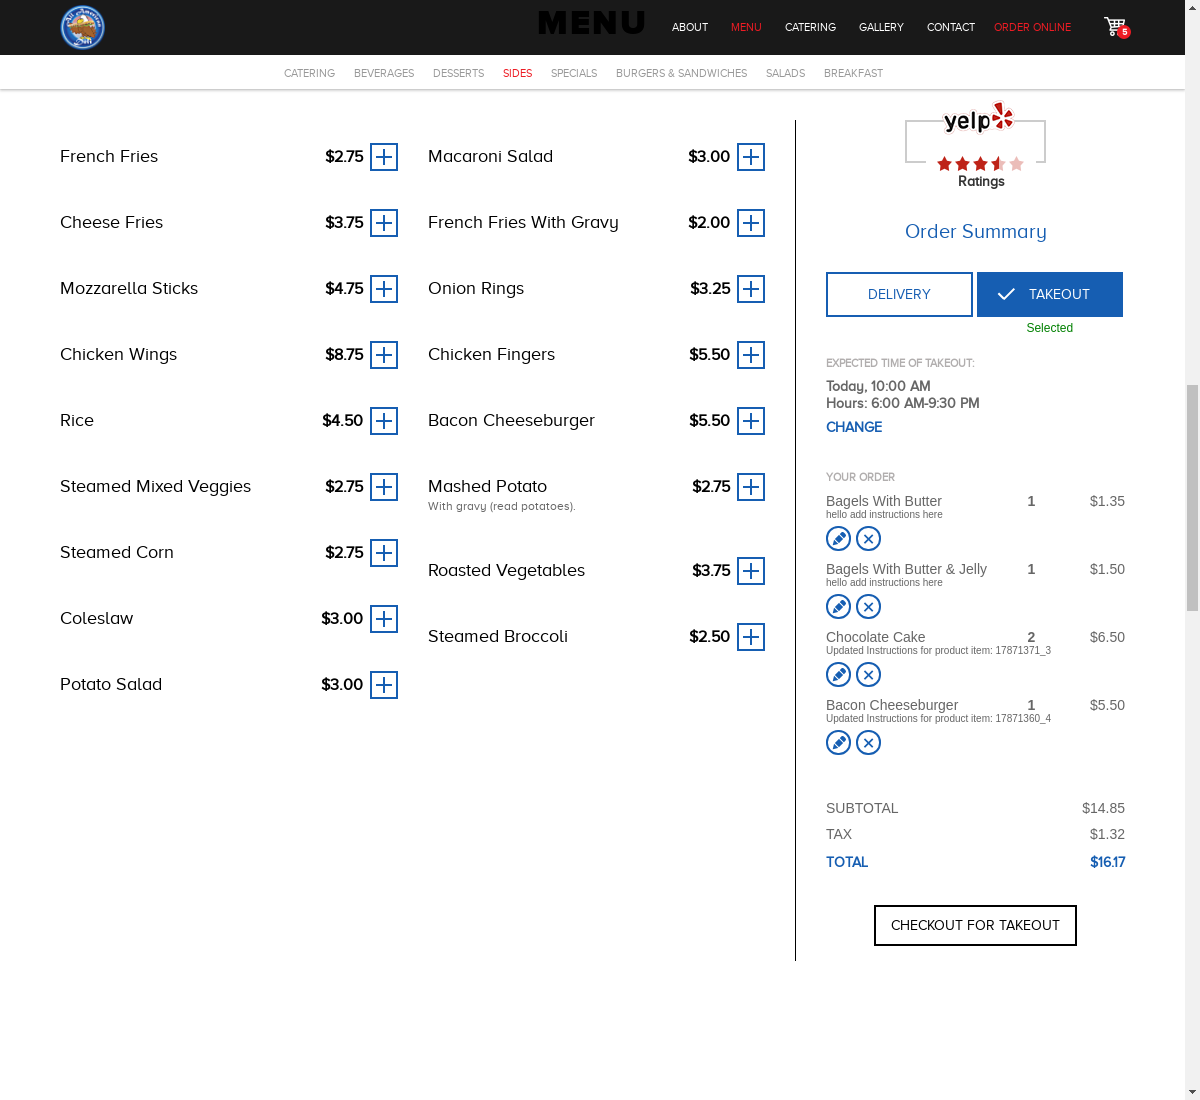 All American
Deli
MENU
ABOUT
MENU
CATERING
GALLERY
CONTACT
ORDER ONLINE
5
CATERING
BEVERAGES
DESSERTS
SIDES
SPECIALS
BURGERS & SANDWICHES
SALADS
BREAKFAST
French Fries $2.75
Cheese Fries $3.75
Mozzarella Sticks $4.75
Chicken Wings $8.75
Rice $4.50
Steamed Mixed Veggies $2.75
Steamed Corn $2.75
Coleslaw $3.00
Potato Salad $3.00
Macaroni Salad $3.00
French Fries With Gravy $2.00
Onion Rings $3.25
Chicken Fingers $5.50
Bacon Cheeseburger $5.50
Mashed Potato $2.75
With gravy (read potatoes).
Roasted Vegetables $3.75
Steamed Broccoli $2.50
yelp
Ratings
Order Summary
DELIVERY
TAKEOUT
Selected
EXPECTED TIME OF TAKEOUT:
Today, 10:00 AM
Hours: 6:00 AM-9:30 PM
CHANGE
YOUR ORDER
Bagels With Butter 1 $1.35
hello add instructions here
Bagels With Butter & Jelly 1 $1.50
hello add instructions here
Chocolate Cake 2 $6.50
Updated Instructions for product item: 17871371_3
Bacon Cheeseburger 1 $5.50
Updated Instructions for product item: 17871360_4
SUBTOTAL $14.85
TAX $1.32
TOTAL $16.17
CHECKOUT FOR TAKEOUT